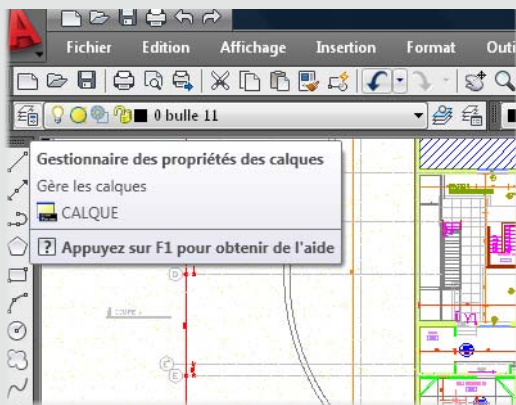 Fichier Edition Affichage Insertion Format Outi
0 bulle 11
Gestionnaire des propriétés des calques
Gère les calques
CALQUE
? Appuyez sur F1 pour obtenir de l'aide
D
C
E